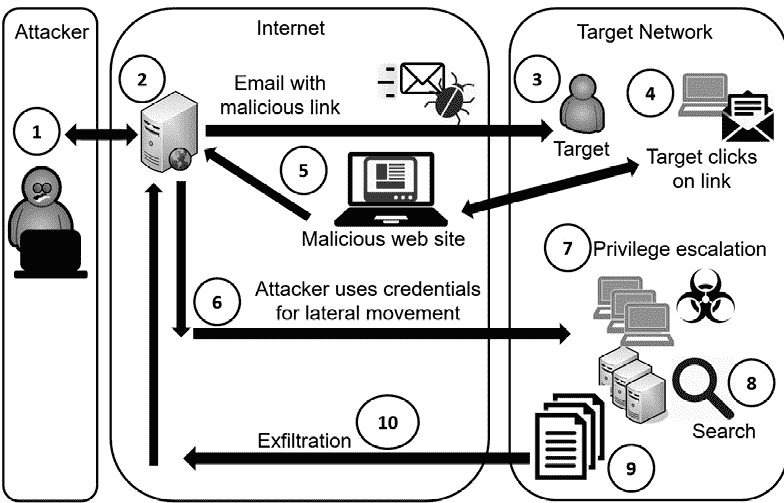 Attacker
Internet
Target Network
1
2
Email with
malicious link
3
Target
4
Target clicks
on link
5
Malicious web site
6
Attacker uses credentials
for lateral movement
7
Privilege escalation
8
Search
9
10
Exfiltration